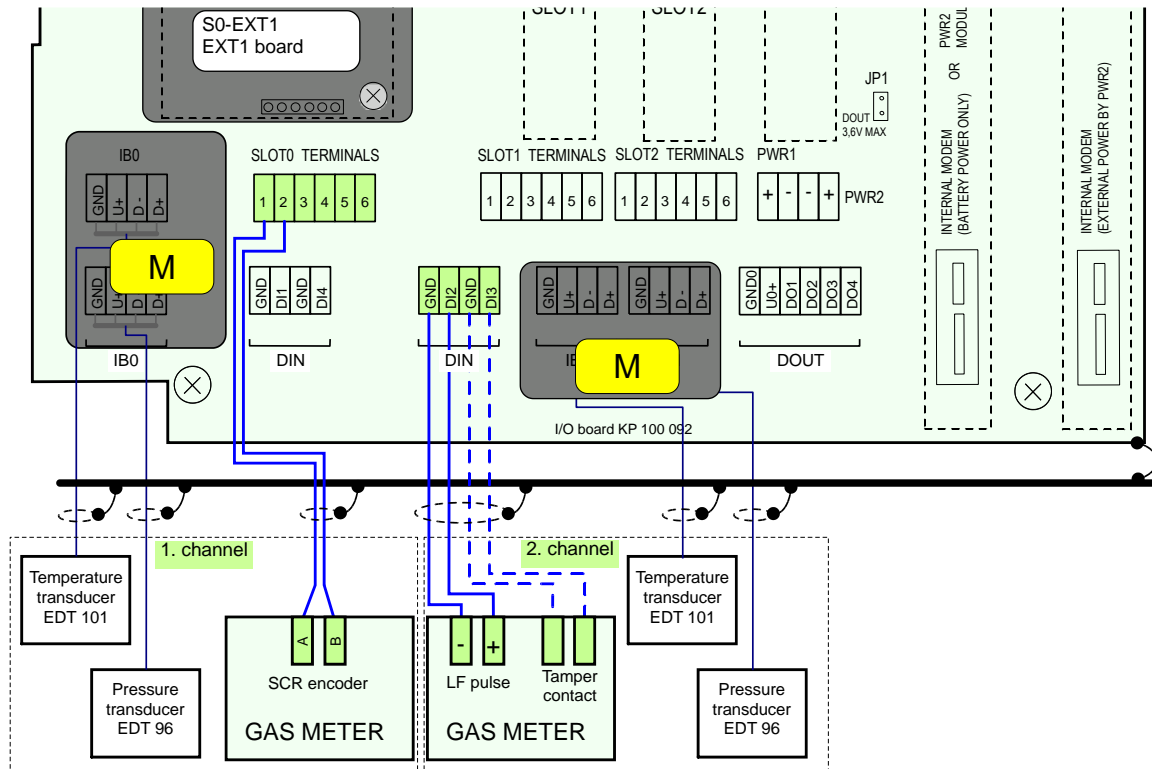 SLOT1
SLOT2
S0-EXT1
EXT1 board
PWR2
MODUL
OR
INTERNAL MODEM
(BATTERY POWER ONLY)
INTERNAL MODEM
(EXTERNAL POWER BY PWR2)
JP1
DOUT
3,6V MAX
IB0
GND U+ D - D+
SLOT0 TERMINALS
1 2 3 4 5 6
SLOT1 TERMINALS
1 2 3 4 5 6
SLOT2 TERMINALS
1 2 3 4 5 6
PWR1
+ - - +
PWR2
M
GND U+ D D+
IB0
GND DI1 GND DI4
DIN
GND DI2 GND DI3
DIN
GND U+ D - D+
GND U+ D - D+
M
GND0 U0+ DO1 DO2 DO3 DO4
DOUT
I/O board KP 100 092
1. channel
2. channel
Temperature
transducer
EDT 101
Pressure
transducer
EDT 96
A B
SCR encoder
GAS METER
- +
LF pulse
Tamper
contact
GAS METER
Temperature
transducer
EDT 101
Pressure
transducer
EDT 96